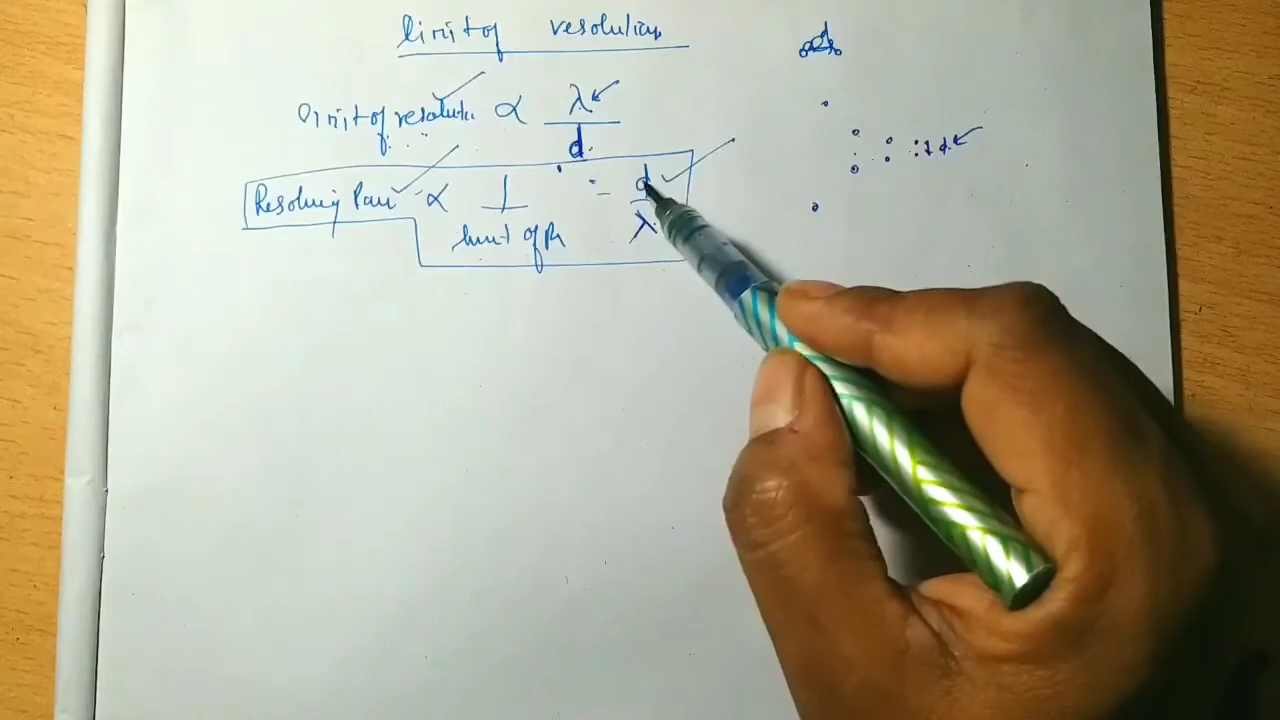 limit of resolution
limit of resolution ∝ λ/d
Resolving Power ∝ 1/limit of R = d/λ
d
↕ d